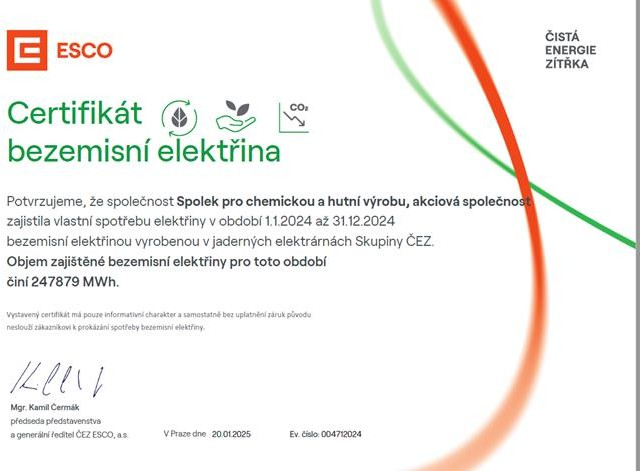 ESCO
ČISTÁ
ENERGIE
ZÍTŘKA
Certifikát
CO₂
bezemisní elektřina
Potvrzujeme, že společnost Spolek pro chemickou a hutní výrobu, akciová společnost
zajistila vlastní spotřebu elektřiny v období 1.1.2024 až 31.12.2024
bezemisní elektřinou vyrobenou v jaderných elektrárnách Skupiny ČEZ.
Objem zajištěné bezemisní elektřiny pro toto období
činí 247879 MWh.
Vystavený certifikát má pouze informativní charakter a samostatně bez uplatnění záruk původu
neslouží zákazníkovi k prokázání spotřeby bezemisní elektřiny.
Mgr. Kamil Čermák
předseda představenstva
a generální ředitel ČEZ ESCO, a.s.
V Praze dne 20.01.2025
Ev. číslo: 004712024